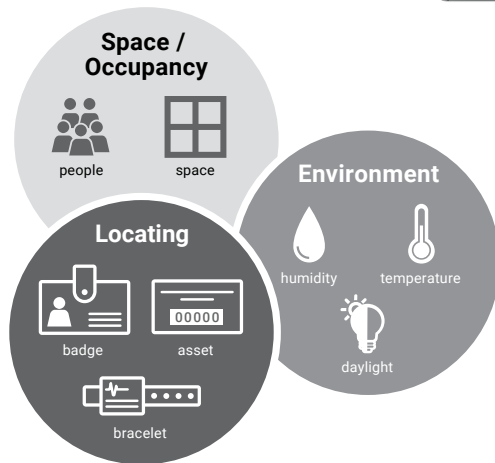 Space /
Occupancy
people
space
Environment
humidity
temperature
daylight
Locating
00000
badge
asset
bracelet